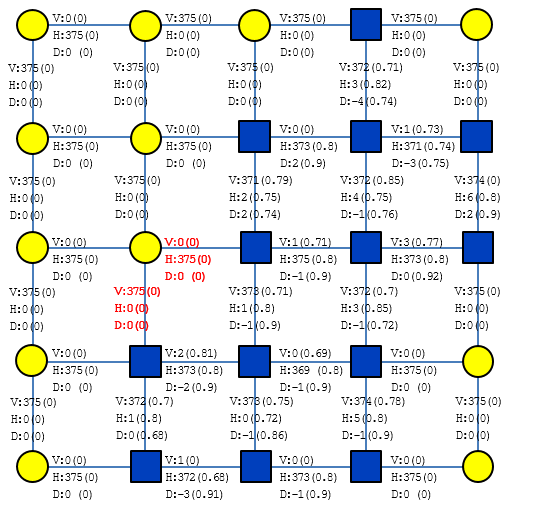 V:0(0)
H:375(0)
D:0 (0)
V:375(0)
H:0(0)
D:0(0)
V:375(0)
H:0(0)
D:0(0)
V:372(0.71)
H:3(0.82)
D:-4(0.74)
V:375(0)
H:0(0)
D:0(0)
V:375(0)
H:0(0)
D:0(0)
V:375(0)
H:0(0)
D:0(0)
V:375(0)
H:0(0)
D:0(0)
V:375(0)
H:0(0)
D:0(0)
V:0(0)
H:375(0)
D:0 (0)
V:0(0)
H:375(0)
D:0 (0)
V:0(0)
H:373(0.8)
D:2(0.9)
V:1(0.73)
H:371(0.74)
D:-3(0.75)
V:375(0)
H:0(0)
D:0(0)
V:375(0)
H:0(0)
D:0(0)
V:371(0.79)
H:2(0.75)
D:2(0.74)
V:372(0.85)
H:4(0.75)
D:-1(0.76)
V:374(0)
H:6(0.8)
D:2(0.9)
V:0(0)
H:375(0)
D:0 (0)
V:0(0)
H:375(0)
D:0 (0)
V:1(0.71)
H:375(0.8)
D:-1(0.9)
V:3(0.77)
H:373(0.8)
D:0(0.92)
V:375(0)
H:0(0)
D:0(0)
V:375(0)
H:0(0)
D:0(0)
V:373(0.71)
H:1(0.8)
D:-1(0.9)
V:372(0.7)
H:3(0.85)
D:-1(0.72)
V:375(0)
H:0(0)
D:0(0)
V:0(0)
H:375(0)
D:0 (0)
V:2(0.81)
H:373(0.8)
D:-2(0.9)
V:0(0.69)
H:369 (0.8)
D:-1(0.9)
V:0(0)
H:375(0)
D:0 (0)
V:375(0)
H:0(0)
D:0(0)
V:372(0.7)
H:1(0.8)
D:0(0.68)
V:373(0.75)
H:0(0.72)
D:-1(0.86)
V:374(0.78)
H:5(0.8)
D:-1(0.9)
V:375(0)
H:0(0)
D:0(0)
V:0(0)
H:375(0)
D:0 (0)
V:1(0)
H:372(0.68)
D:-3(0.91)
V:0(0)
H:373(0.8)
D:-1(0.9)
V:0(0)
H:375(0)
D:0 (0)